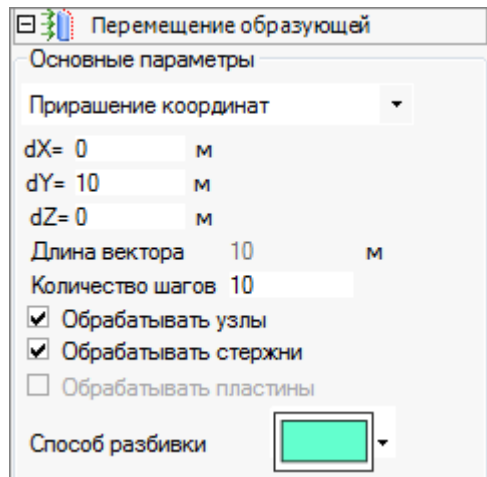 Перемещение образующей
Основные параметры
Приращение координат
dX= 0 м
dY= 10 м
dZ= 0 м
Длина вектора 10 м
Количество шагов 10
Обрабатывать узлы
Обрабатывать стержни
Обрабатывать пластины
Способ разбивки